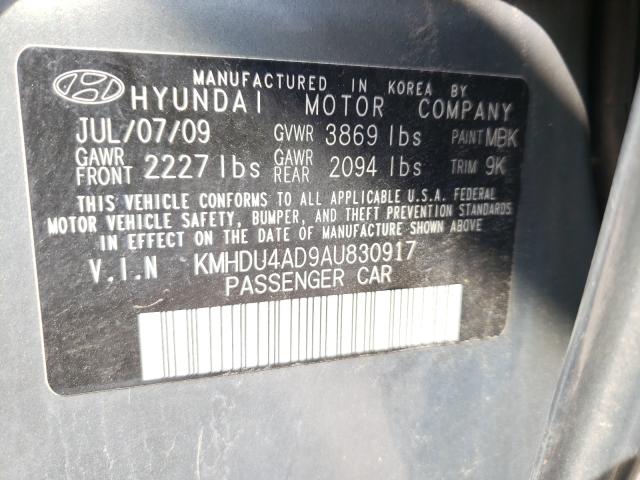 MANUFACTURED IN KOREA BY
HYUNDAI MOTOR COMPANY
JUL/07/09 GVWR 3869 lbs PAINT MBK
GAWR FRONT 2227 lbs GAWR REAR 2094 lbs TRIM 9K
THIS VEHICLE CONFORMS TO ALL APPLICABLE U.S.A. FEDERAL
MOTOR VEHICLE SAFETY, BUMPER, AND THEFT PREVENTION STANDARDS
IN EFFECT ON THE DATE OF MANUFACTURE SHOWN ABOVE
V.I.N KMHDU4AD9AU830917
PASSENGER CAR